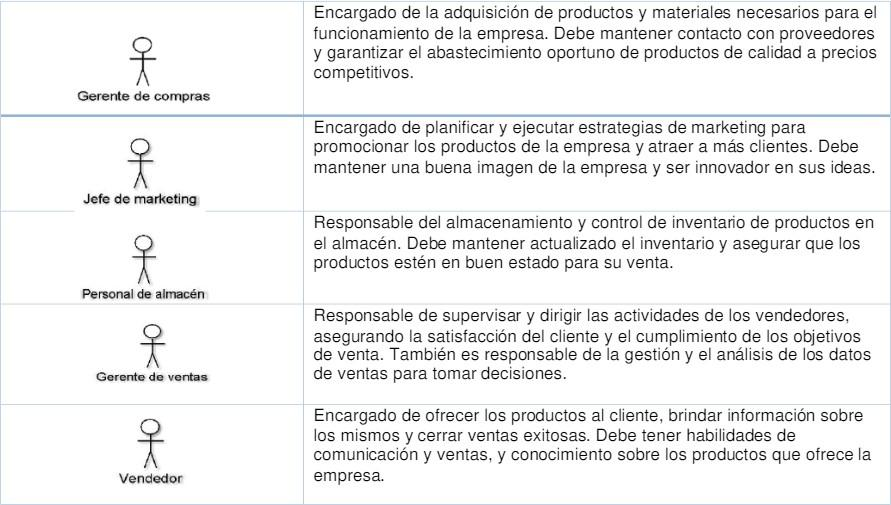 Encargado de la adquisición de productos y materiales necesarios para el
funcionamiento de la empresa. Debe mantener contacto con proveedores
y garantizar el abastecimiento oportuno de productos de calidad a precios
competitivos.
Gerente de compras
Encargado de planificar y ejecutar estrategias de marketing para
promocionar los productos de la empresa y atraer a más clientes. Debe
mantener una buena imagen de la empresa y ser innovador en sus ideas.
Jefe de marketing
Responsable del almacenamiento y control de inventario de productos en
el almacén. Debe mantener actualizado el inventario y asegurar que los
productos estén en buen estado para su venta.
Personal de almacén
Responsable de supervisar y dirigir las actividades de los vendedores,
asegurando la satisfacción del cliente y el cumplimiento de los objetivos
de venta. También es responsable de la gestión y el análisis de los datos
de ventas para tomar decisiones.
Gerente de ventas
Encargado de ofrecer los productos al cliente, brindar información sobre
los mismos y cerrar ventas exitosas. Debe tener habilidades de
comunicación y ventas, y conocimiento sobre los productos que ofrece la
empresa.
Vendedor